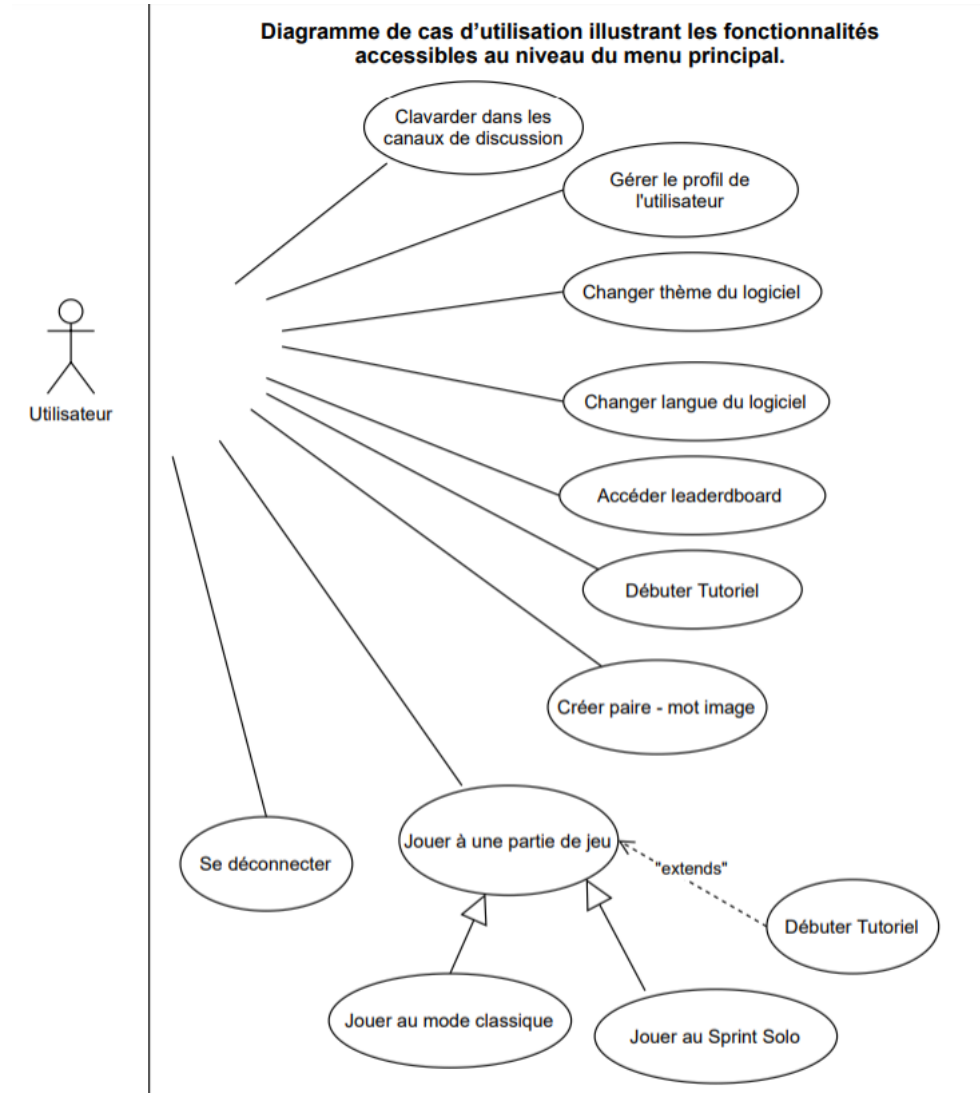 Diagramme de cas d'utilisation illustrant les fonctionnalités
accessibles au niveau du menu principal.
Clavarder dans les
canaux de discussion
Gérer le profil de
l'utilisateur
Changer thème du logiciel
Utilisateur
Changer langue du logiciel
Accéder leaderdboard
Débuter Tutoriel
Créer paire - mot image
Jouer à une partie de jeu
Se déconnecter
"extends"
Débuter Tutoriel
Jouer au mode classique
Jouer au Sprint Solo